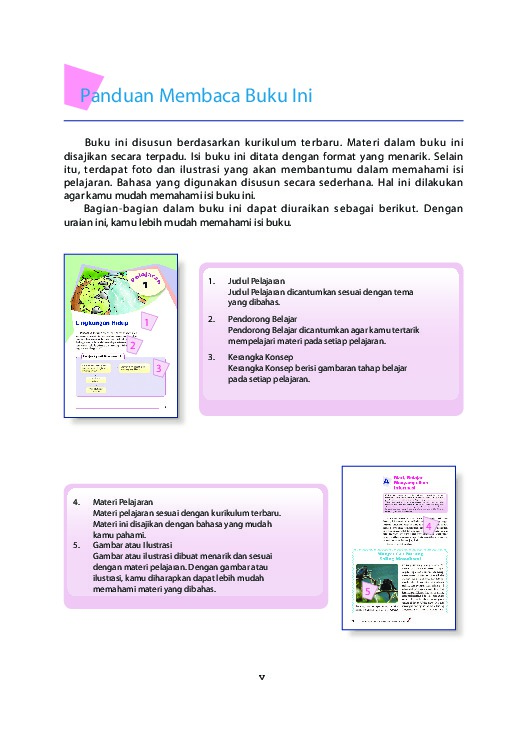 Panduan Membaca Buku Ini
Buku ini disusun berdasarkan kurikulum terbaru. Materi dalam buku ini
disajikan secara terpadu. Isi buku ini ditata dengan format yang menarik. Selain
itu, terdapat foto dan ilustrasi yang akan membantumu dalam memahami isi
pelajaran. Bahasa yang digunakan disusun secara sederhana. Hal ini dilakukan
agar kamu mudah memahami isi buku ini.
Bagian-bagian dalam buku ini dapat diuraikan sebagai berikut. Dengan
uraian ini, kamu lebih mudah memahami isi buku.
Pelajaran
1
Lingkungan Hidup
1
2
3
1. Judul Pelajaran
Judul Pelajaran dicantumkan sesuai dengan tema
yang dibahas.
2. Pendorong Belajar
Pendorong Belajar dicantumkan agar kamu tertarik
mempelajari materi pada setiap pelajaran.
3. Kerangka Konsep
Kerangka Konsep berisi gambaran tahap belajar
pada setiap pelajaran.
4. Materi Pelajaran
Materi pelajaran sesuai dengan kurikulum terbaru.
Materi ini disajikan dengan bahasa yang mudah
kamu pahami.
5. Gambar atau Ilustrasi
Gambar atau ilustrasi dibuat menarik dan sesuai
dengan materi pelajaran. Dengan gambar atau
ilustrasi, kamu diharapkan dapat lebih mudah
memahami materi yang dibahas.
A
4
5
v